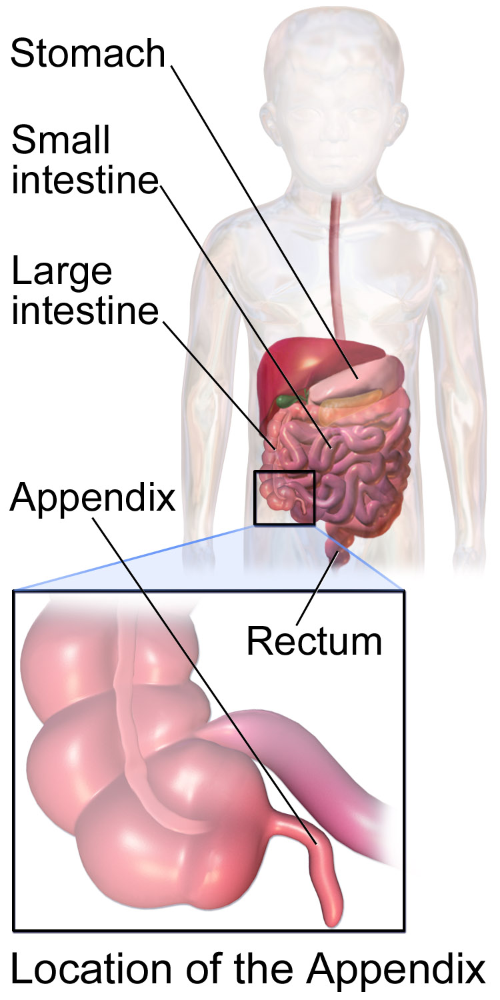 Stomach
Small
intestine
Large
intestine
Appendix
Rectum
Location of the Appendix